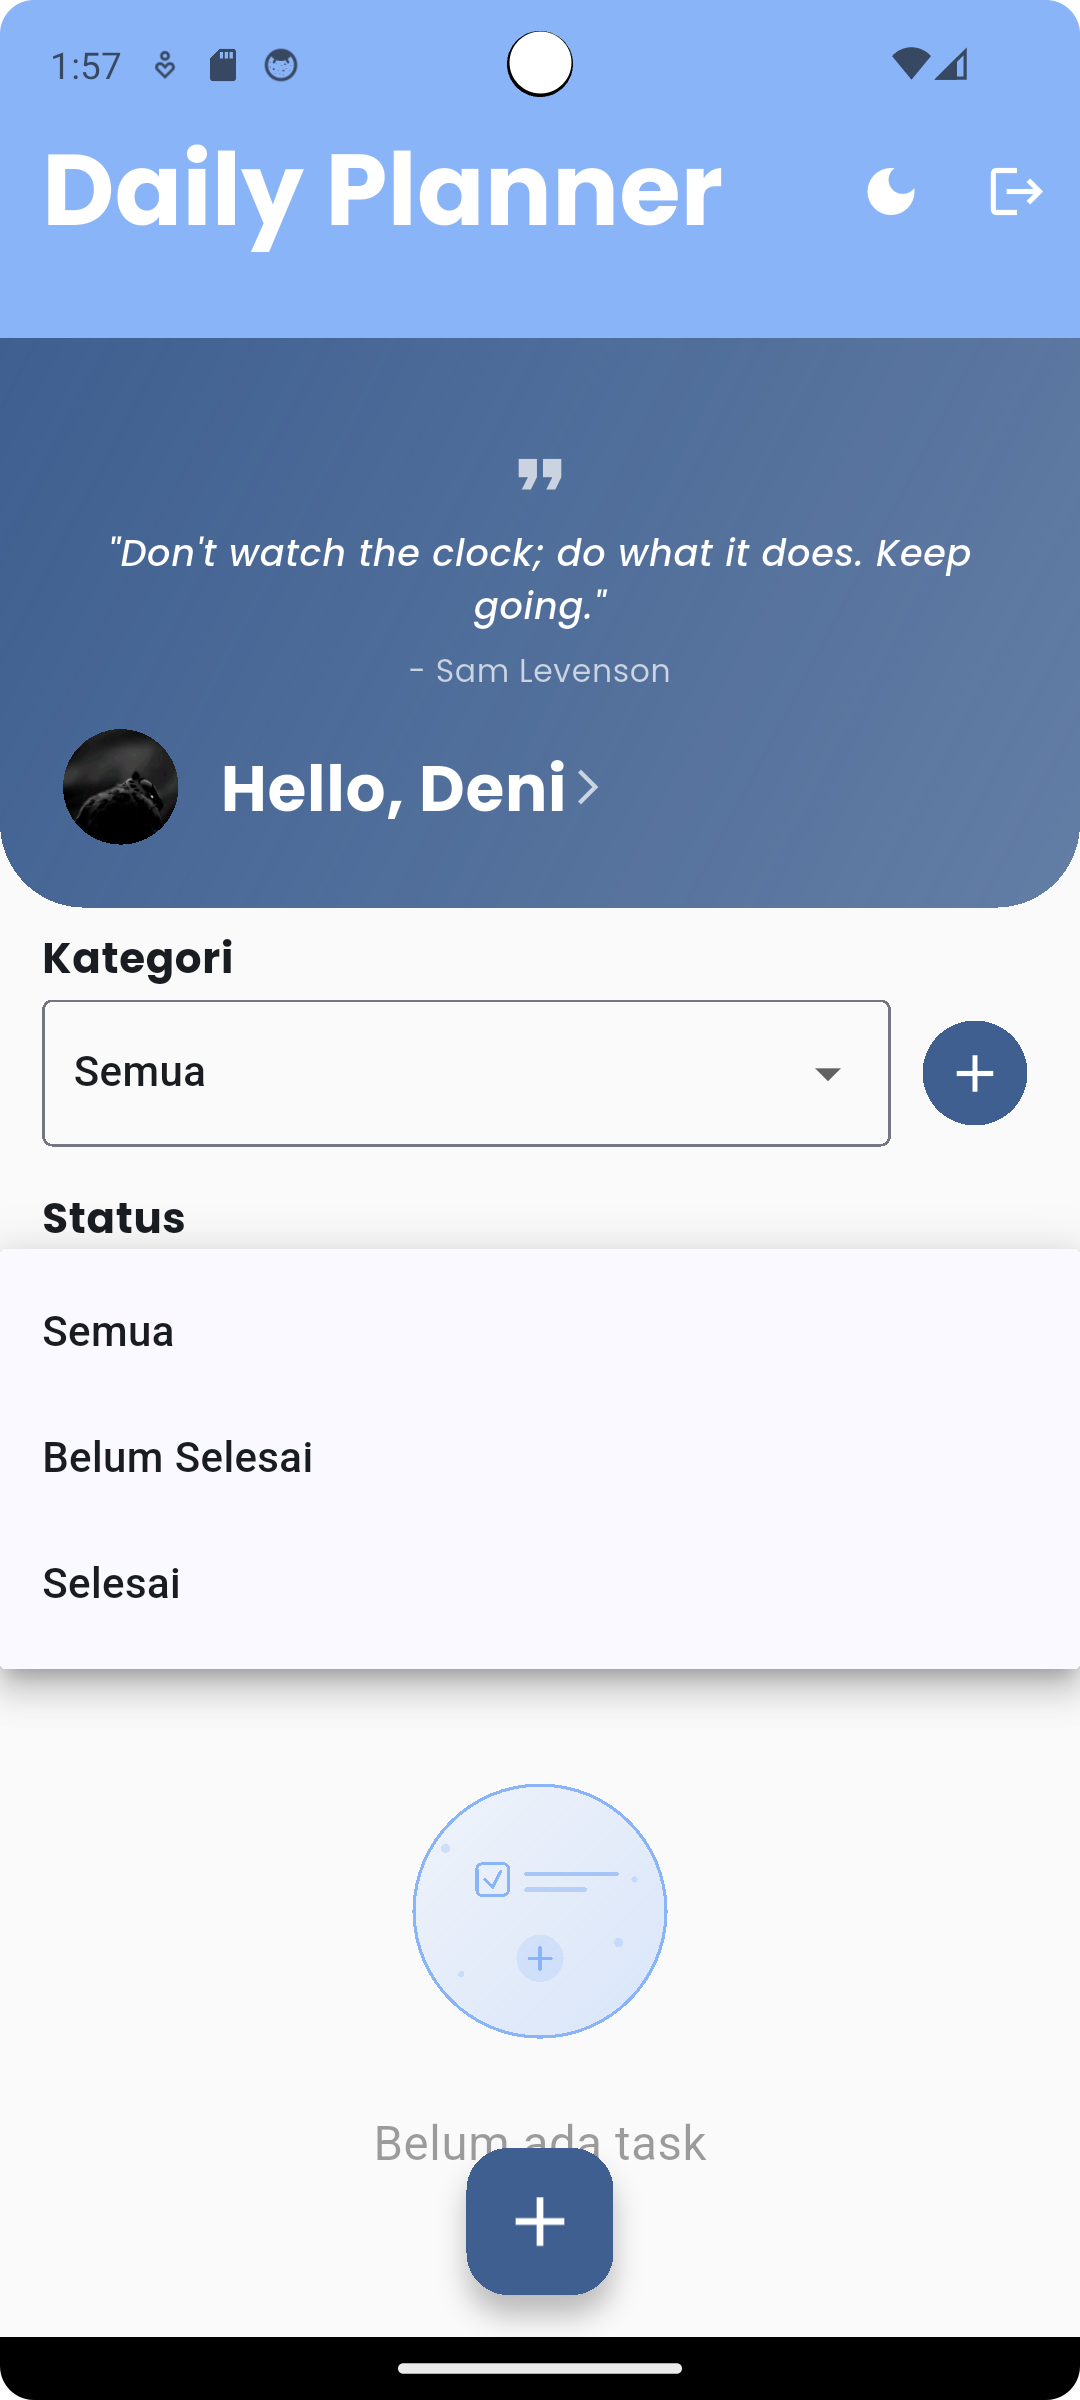 1:57
Daily Planner
"Don't watch the clock; do what it does. Keep
going."
- Sam Levenson
Hello, Deni
Kategori
Semua
Status
Semua
Belum Selesai
Selesai
Belum ada task